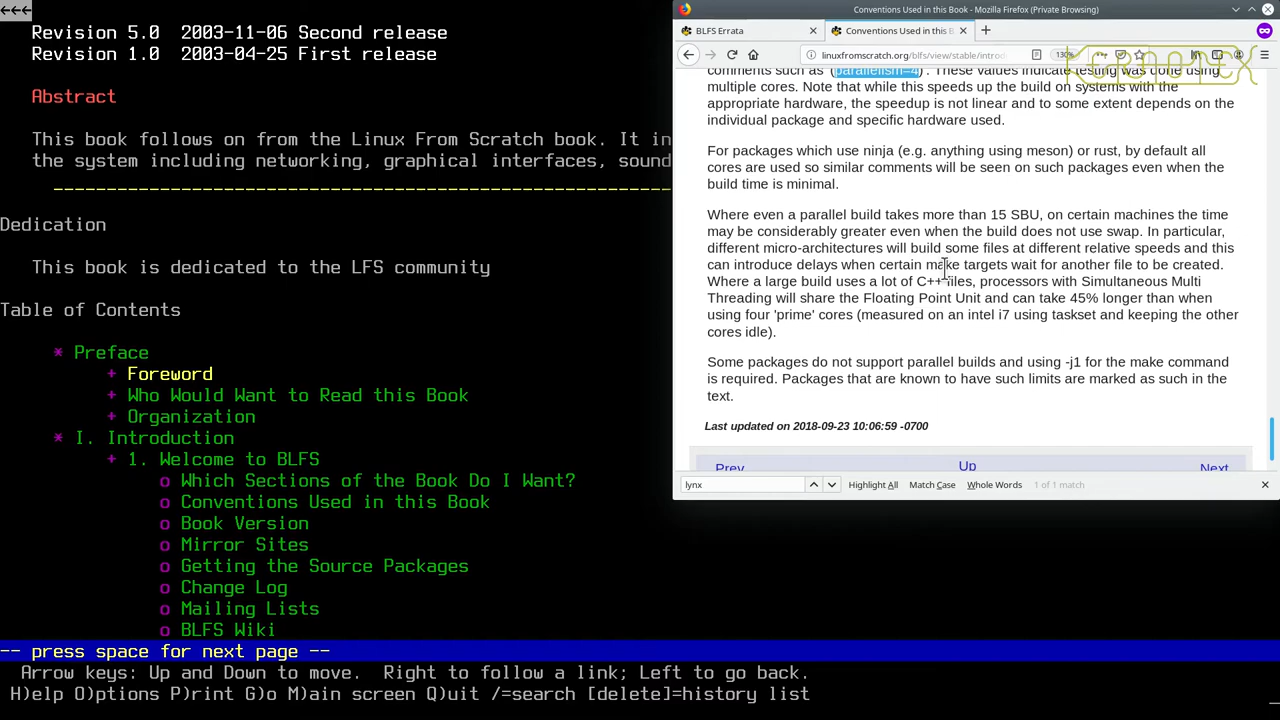 ←←←
Revision 5.0  2003-11-06 Second release
Revision 1.0  2003-04-25 First release
Abstract
This book follows on from the Linux From Scratch book. It in
the system including networking, graphical interfaces, sound
Dedication
This book is dedicated to the LFS community
Table of Contents
* Preface
+ Foreword
+ Who Would Want to Read this Book
+ Organization
* I. Introduction
+ 1. Welcome to BLFS
o Which Sections of the Book Do I Want?
o Conventions Used in this Book
o Book Version
o Mirror Sites
o Getting the Source Packages
o Change Log
o Mailing Lists
o BLFS Wiki
-- press space for next page --
Arrow keys: Up and Down to move.  Right to follow a link; Left to go back.
H)elp O)ptions P)rint G)o M)ain screen Q)uit /=search [delete]=history list
Conventions Used in this Book - Mozilla Firefox (Private Browsing)
BLFS Errata
Conventions Used in this B
linuxfromscratch.org/blfs/view/stable/introd
130%
KERNOTEX
comments such as (parallelism=4). These values indicate testing was done using
multiple cores. Note that while this speeds up the build on systems with the
appropriate hardware, the speedup is not linear and to some extent depends on the
individual package and specific hardware used.
For packages which use ninja (e.g. anything using meson) or rust, by default all
cores are used so similar comments will be seen on such packages even when the
build time is minimal.
Where even a parallel build takes more than 15 SBU, on certain machines the time
may be considerably greater even when the build does not use swap. In particular,
different micro-architectures will build some files at different relative speeds and this
can introduce delays when certain make targets wait for another file to be created.
Where a large build uses a lot of C++ files, processors with Simultaneous Multi
Threading will share the Floating Point Unit and can take 45% longer than when
using four 'prime' cores (measured on an intel i7 using taskset and keeping the other
cores idle).
Some packages do not support parallel builds and using -j1 for the make command
is required. Packages that are known to have such limits are marked as such in the
text.
Last updated on 2018-09-23 10:06:59 -0700
Prev
Up
Next
lynx
Highlight All
Match Case
Whole Words
1 of 1 match